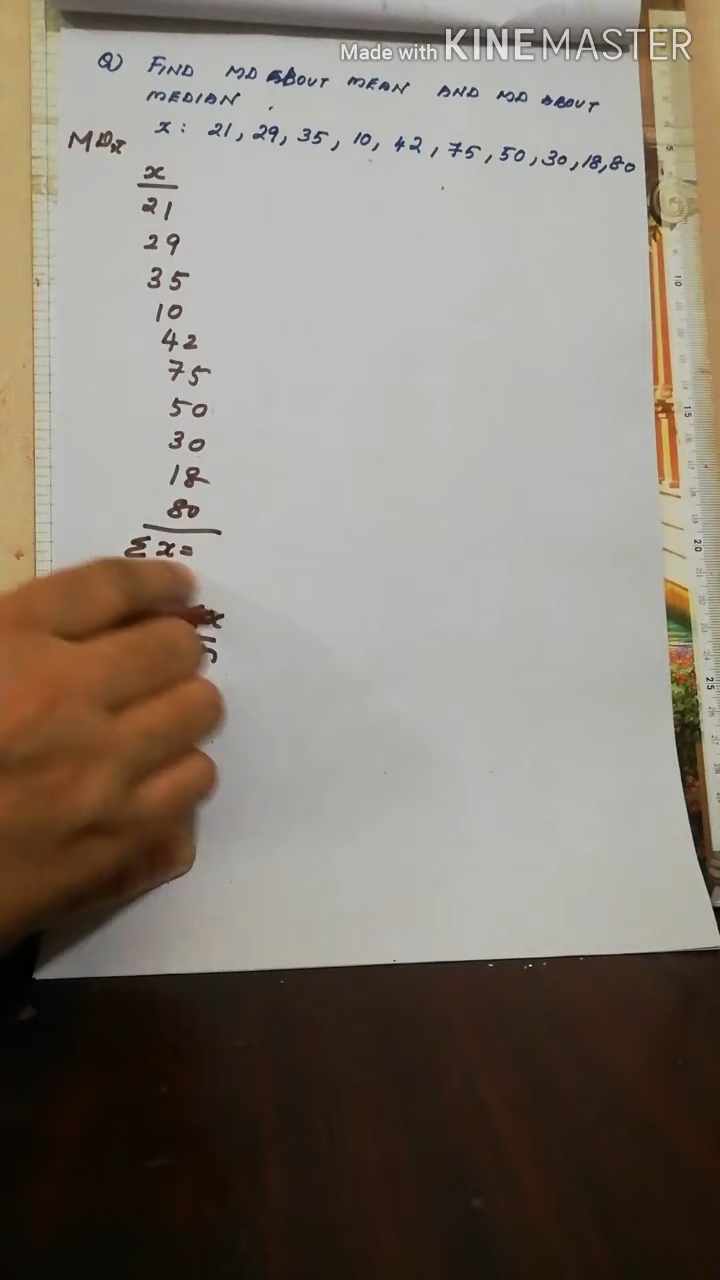 Made with KINEMASTER
Q) FIND MD ABOUT MEAN AND MD ABOUT
MEDIAN .
x : 21, 29, 35, 10, 42, 75, 50, 30, 18, 80
MDx
x
21
29
35
10
42
75
50
30
18
80
Σx=
x